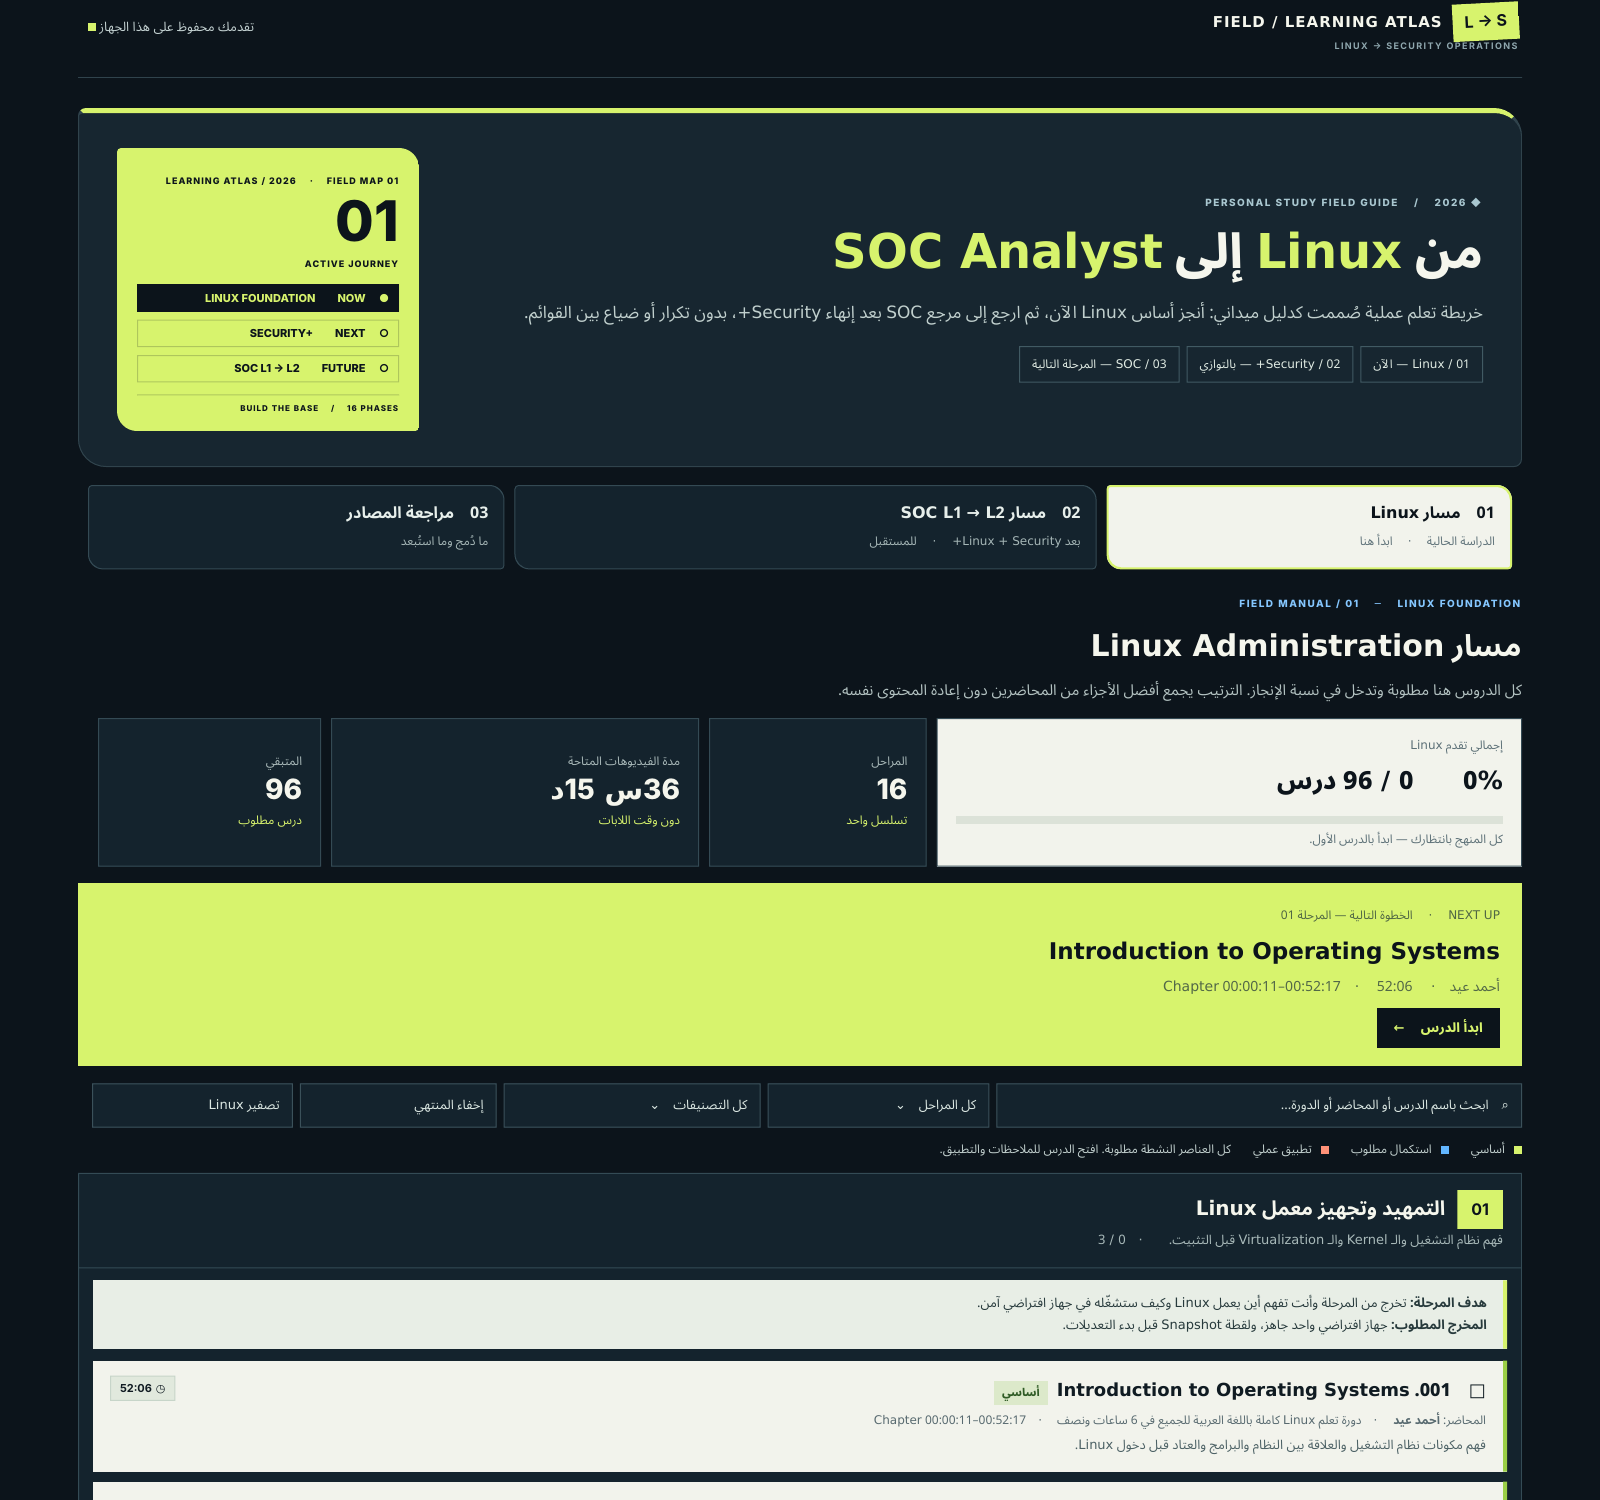 FIELD / LEARNING ATLAS L → S
LINUX → SECURITY OPERATIONS
تقدمك محفوظ على هذا الجهاز
◆ PERSONAL STUDY FIELD GUIDE / 2026
من Linux إلى SOC Analyst
خريطة تعلم عملية صُممت كدليل ميداني: أنجز أساس Linux الآن، ثم ارجع إلى مرجع SOC بعد إنهاء Security+، بدون تكرار أو ضياع بين القوائم.
01 / Linux — الآن
02 / Security+ — بالتوازي
03 / SOC — المرحلة التالية
LEARNING ATLAS / 2026 · FIELD MAP 01
01
ACTIVE JOURNEY
LINUX FOUNDATION NOW
SECURITY+ NEXT
SOC L1 → L2 FUTURE
BUILD THE BASE / 16 PHASES
01 مسار Linux
الدراسة الحالية · ابدأ هنا
02 مسار SOC L1 → L2
بعد Linux + Security+ · للمستقبل
03 مراجعة المصادر
ما دُمج وما استُبعد
FIELD MANUAL / 01 — LINUX FOUNDATION
مسار Linux Administration
كل الدروس هنا مطلوبة وتدخل في نسبة الإنجاز. الترتيب يجمع أفضل الأجزاء من المحاضرين دون إعادة المحتوى نفسه.
إجمالي تقدم Linux
0% 0 / 96 درس
كل المنهج بانتظارك — ابدأ بالدرس الأول.
المراحل
16
تسلسل واحد
مدة الفيديوهات المتاحة
36س 15د
دون وقت اللابات
المتبقي
96
درس مطلوب
NEXT UP · الخطوة التالية — المرحلة 01
Introduction to Operating Systems
أحمد عيد · 52:06 · Chapter 00:00:11–00:52:17
ابدأ الدرس ←
ابحث باسم الدرس أو المحاضر أو الدورة...
كل المراحل
كل التصنيفات
إخفاء المنتهي
تصفير Linux
أساسي استكمال مطلوب تطبيق عملي كل العناصر النشطة مطلوبة. افتح الدرس للملاحظات والتطبيق.
01 التمهيد وتجهيز معمل Linux
فهم نظام التشغيل والـ Kernel والـ Virtualization قبل التثبيت. · 0 / 3
هدف المرحلة: تخرج من المرحلة وأنت تفهم أين يعمل Linux وكيف ستشغّله في جهاز افتراضي آمن.
المخرج المطلوب: جهاز افتراضي واحد جاهز، ولقطة Snapshot قبل بدء التعديلات.
001. Introduction to Operating Systems أساسي
52:06
المحاضر: أحمد عيد · دورة تعلم Linux كاملة باللغة العربية للجميع في 6 ساعات ونصف · Chapter 00:00:11–00:52:17
فهم مكونات نظام التشغيل والعلاقة بين النظام والبرامج والعتاد قبل دخول Linux.